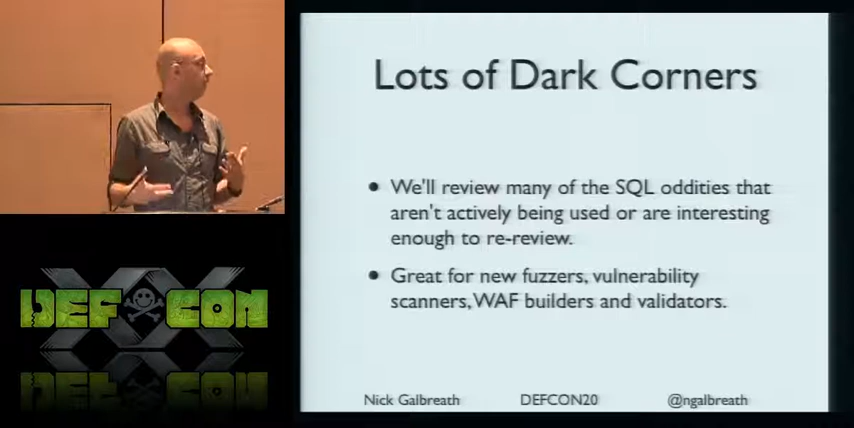 Lots of Dark Corners
• We'll review many of the SQL oddities that
aren't actively being used or are interesting
enough to re-review.
• Great for new fuzzers, vulnerability
scanners, WAF builders and validators.
Nick Galbreath DEFCON20 @ngalbreath
DEF CON
XX